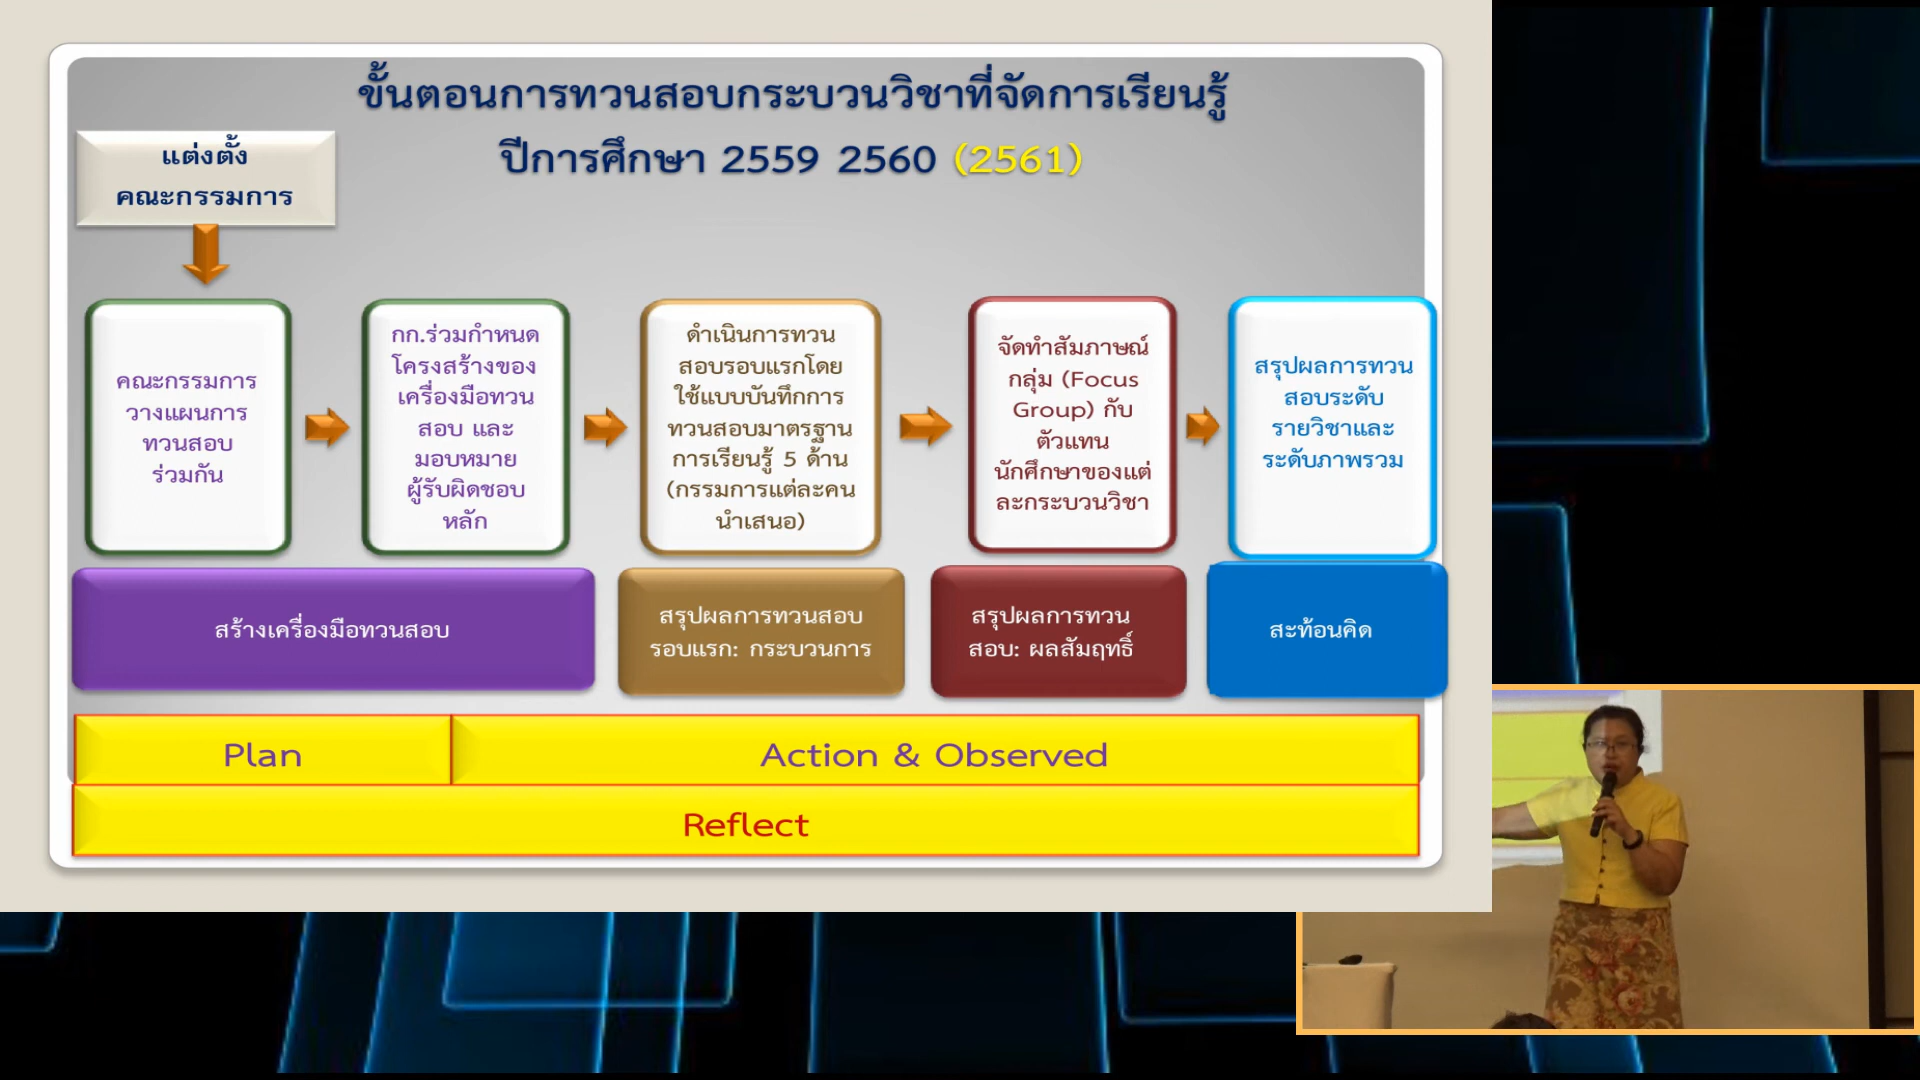 ขั้นตอนการทวนสอบกระบวนวิชาที่จัดการเรียนรู้
ปีการศึกษา 2559 2560 (2561)
แต่งตั้ง
คณะกรรมการ
คณะกรรมการ
วางแผนการ
ทวนสอบ
ร่วมกัน
กก.ร่วมกำหนด
โครงสร้างของ
เครื่องมือทวน
สอบ และ
มอบหมาย
ผู้รับผิดชอบ
หลัก
ดำเนินการทวน
สอบรอบแรกโดย
ใช้แบบบันทึกการ
ทวนสอบมาตรฐาน
การเรียนรู้ 5 ด้าน
(กรรมการแต่ละคน
นำเสนอ)
จัดทำสัมภาษณ์
กลุ่ม (Focus
Group) กับ
ตัวแทน
นักศึกษาของแต่
ละกระบวนวิชา
สรุปผลการทวน
สอบระดับ
รายวิชาและ
ระดับภาพรวม
สร้างเครื่องมือทวนสอบ
สรุปผลการทวนสอบ
รอบแรก: กระบวนการ
สรุปผลการทวน
สอบ: ผลสัมฤทธิ์
สะท้อนคิด
Plan
Action & Observed
Reflect